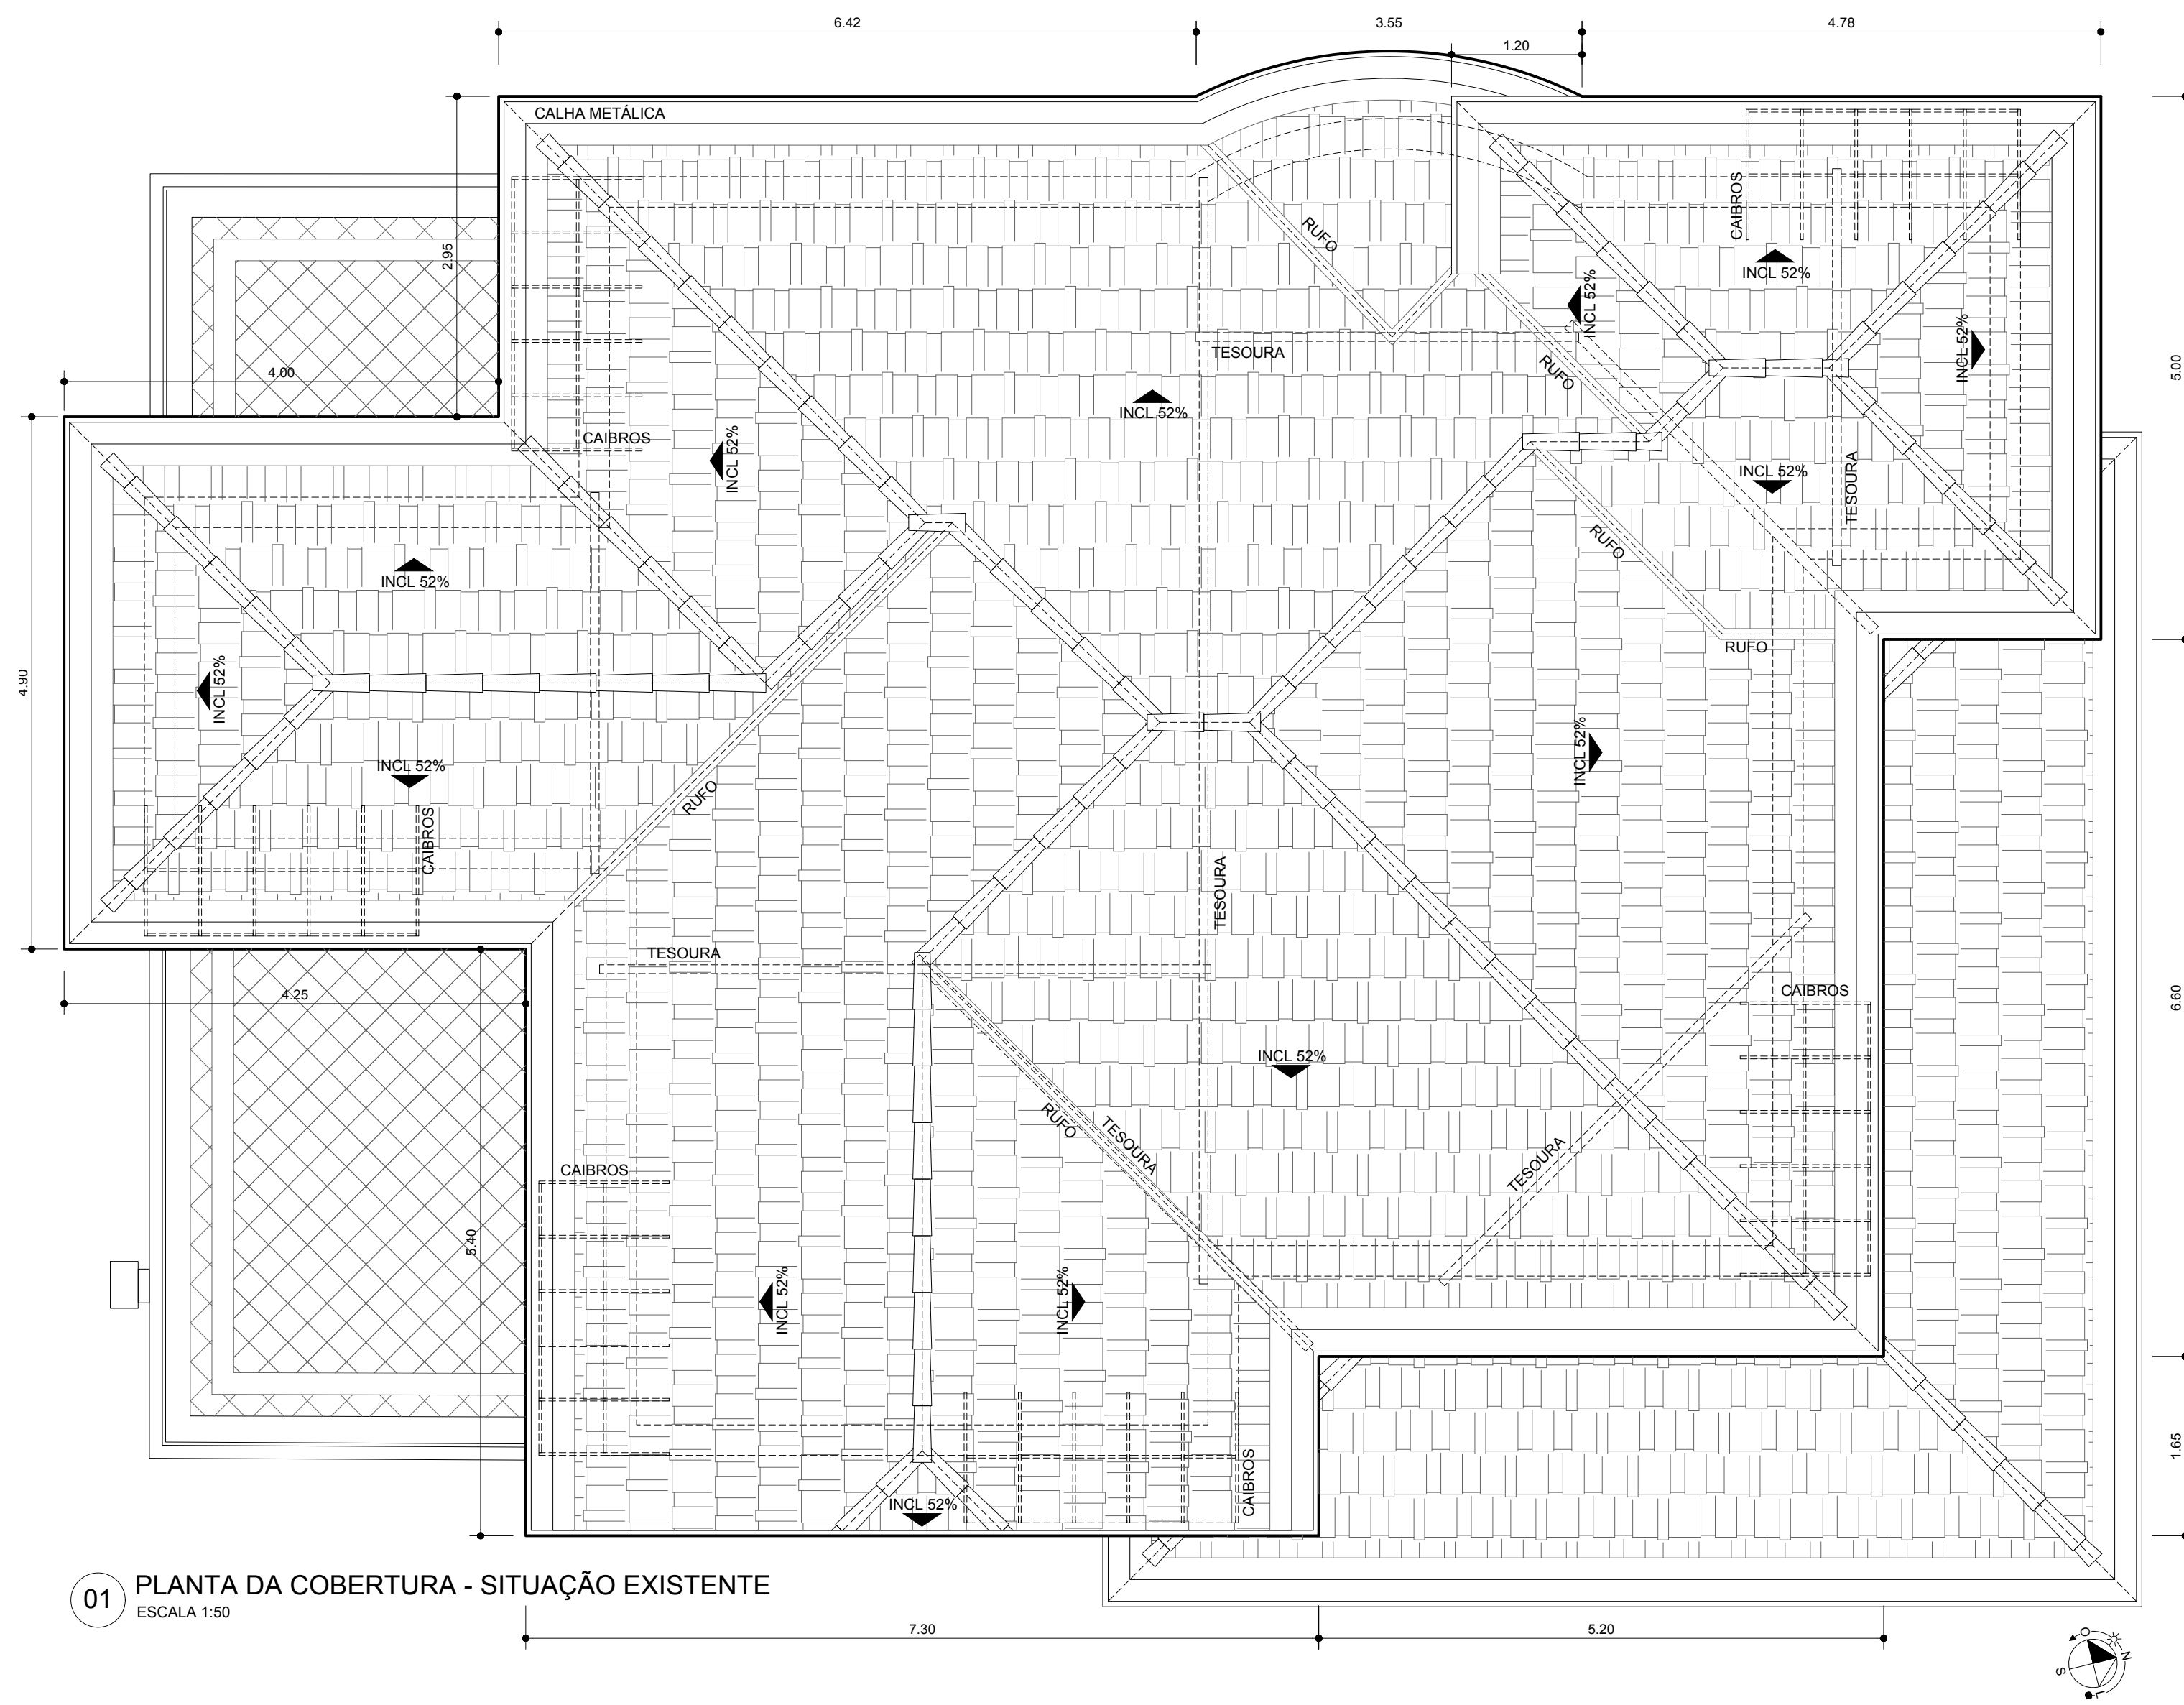 6.42
3.55
4.78
1.20
CALHA METÁLICA
2.95
CAIBROS
RUFO
INCL 52%
INCL 52%
INCL 52%
TESOURA
RUFO
5.00
4.00
INCL 52%
INCL 52%
CAIBROS
INCL 52%
TESOURA
RUFO
INCL 52%
RUFO
4.90
INCL 52%
INCL 52%
INCL 52%
RUFO
CAIBROS
TESOURA
TESOURA
4.25
CAIBROS
6.60
INCL 52%
RUFO
TESOURA
TESOURA
CAIBROS
5.40
INCL 52%
INCL 52%
1.65
CAIBROS
INCL 52%
01
PLANTA DA COBERTURA - SITUAÇÃO EXISTENTE
ESCALA 1:50
7.30
5.20
O
N
S
L